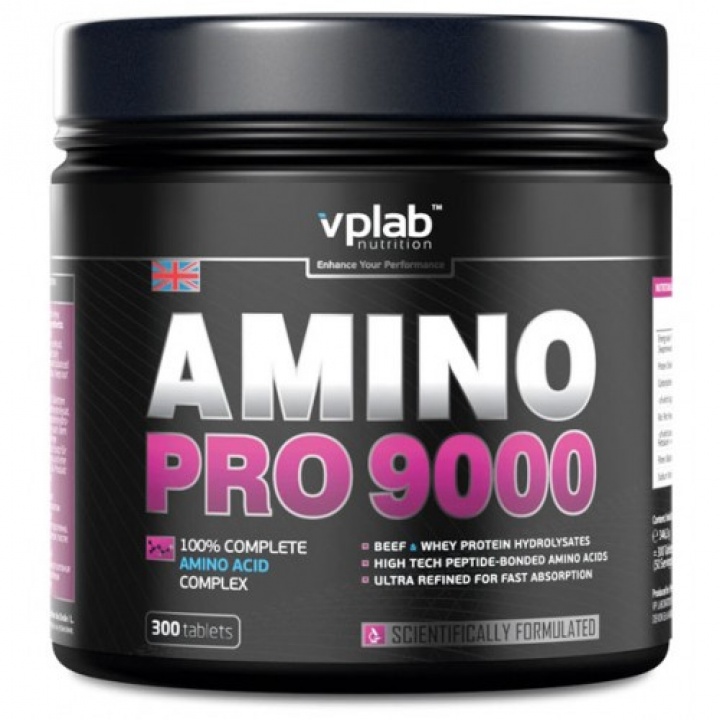 vplab™
nutrition
Enhance Your Performance
AMINO
PRO 9000
100% COMPLETE
AMINO ACID
COMPLEX
BEEF & WHEY PROTEIN HYDROLYSATES
HIGH TECH PEPTIDE-BONDED AMINO ACIDS
ULTRA REFINED FOR FAST ABSORPTION
300 tablets
SCIENTIFICALLY FORMULATED